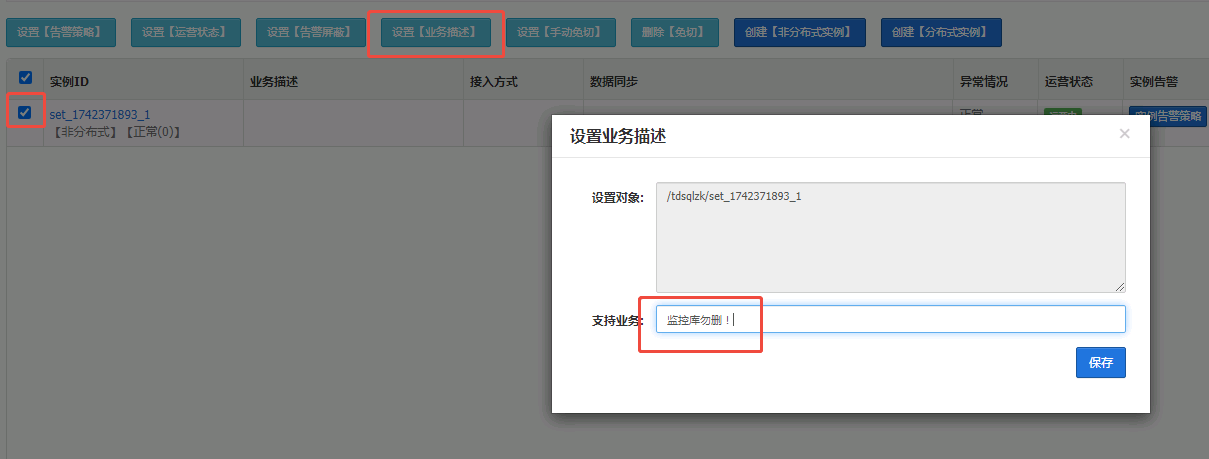 设置【告警策略】 设置【运营状态】 设置【告警屏蔽】 设置【业务描述】 设置【手动免切】 删除【免切】 创建【非分布式实例】 创建【分布式实例】
实例ID 业务描述 接入方式 数据同步 异常情况 运营状态 实例告警
set_1742371893_1 正常 实例告警策略
【非分布式】【正常(0)】
设置业务描述 ×
设置对象: /tdsqlzk/set_1742371893_1
支持业务: 监控库勿删！
保存